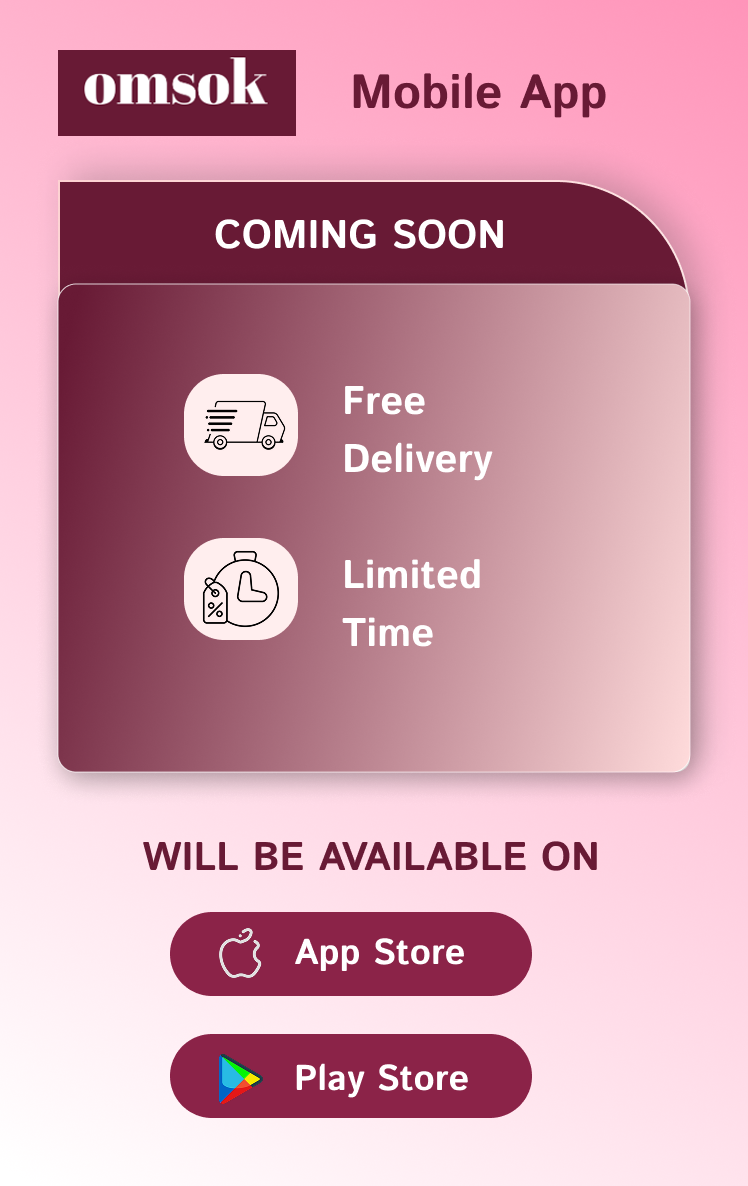 omsok
Mobile App
COMING SOON
Free
Delivery
%
Limited
Time
WILL BE AVAILABLE ON
App Store
Play Store